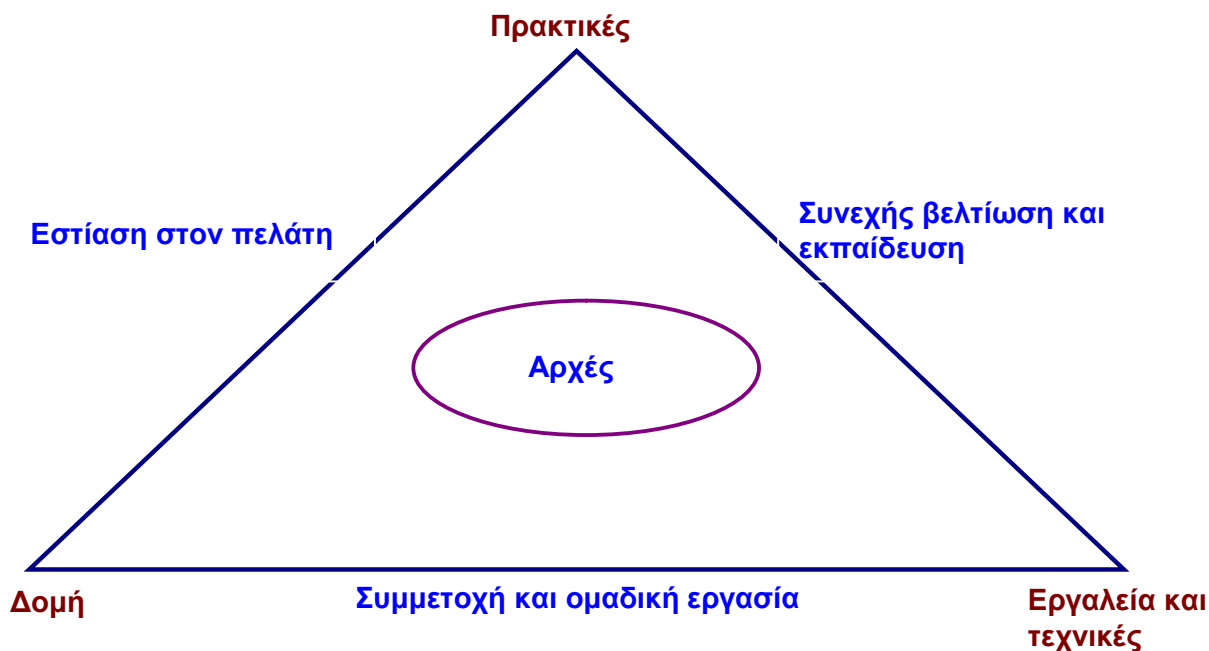 Πρακτικές
Εστίαση στον πελάτη
Συνεχής βελτίωση και
εκπαίδευση
Αρχές
Δομή
Συμμετοχή και ομαδική εργασία
Εργαλεία και
τεχνικές